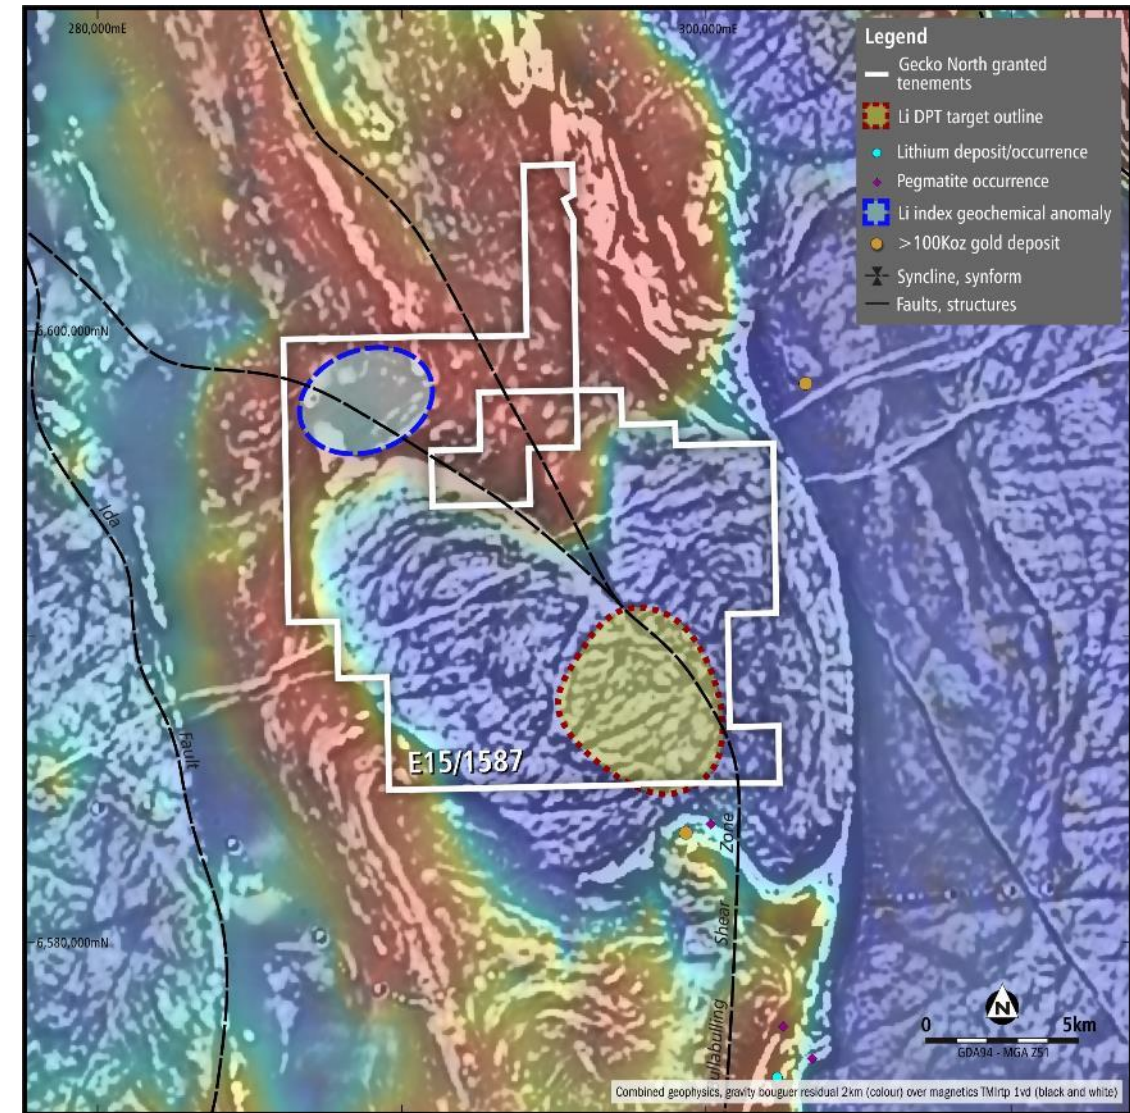 280,000mE
300,000mE
Legend
Gecko North granted
tenements
Li DPT target outline
Lithium deposit/occurrence
Pegmatite occurrence
Li index geochemical anomaly
>100Koz gold deposit
Syncline, synform
Faults, structures
6,600,000mN
Ida
Fault
E15/1587
Zone
Shear
ullabulling
6,580,000mN
N
0 5km
GDA94 - MGA Z51
Combined geophysics, gravity bouguer residual 2km (colour) over magnetics TMIrtp 1vd (black and white)